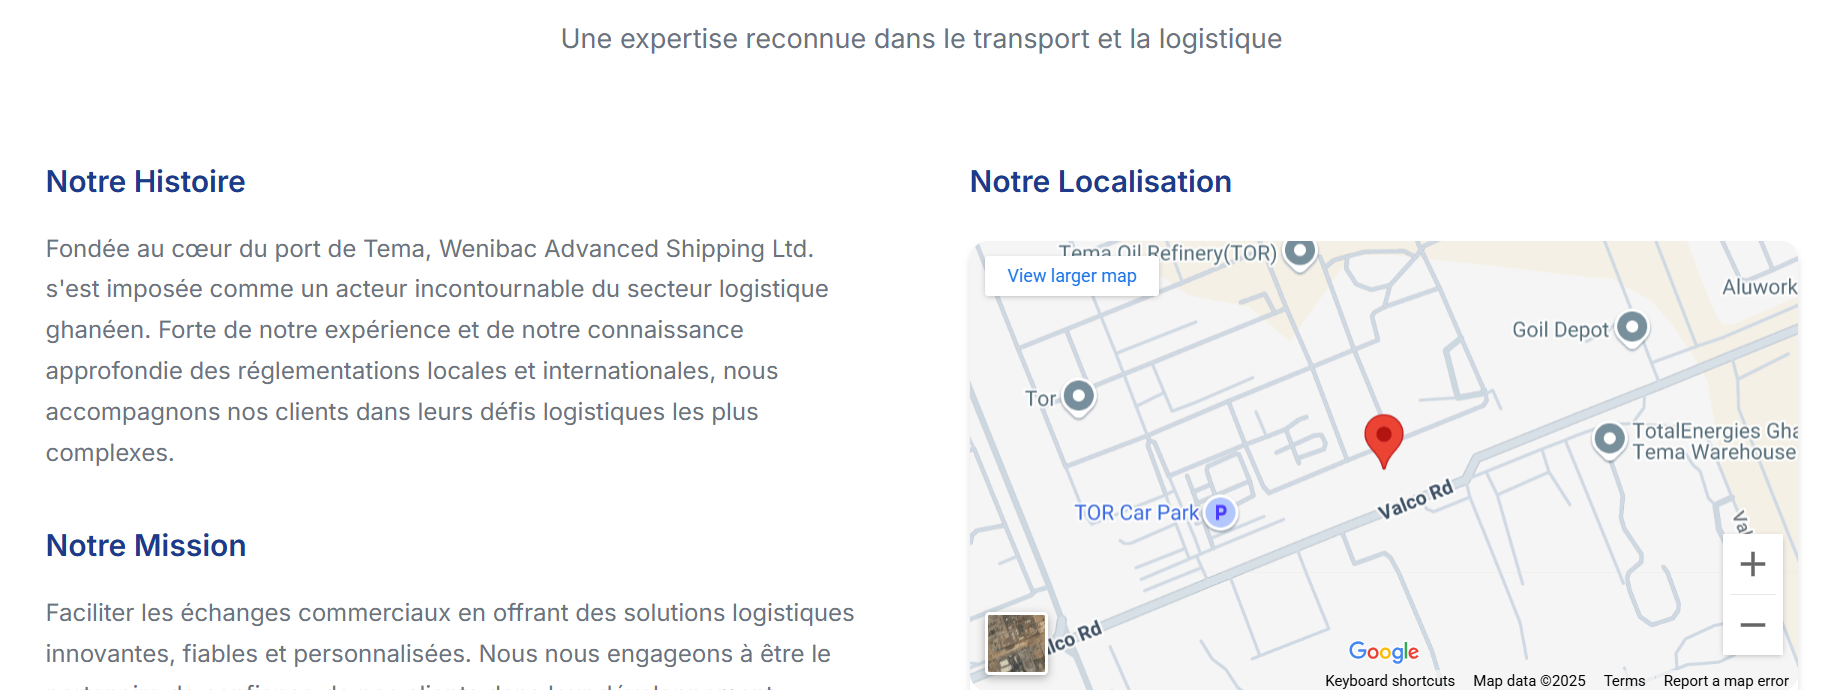 Une expertise reconnue dans le transport et la logistique
Notre Histoire
Fondée au cœur du port de Tema, Wenibac Advanced Shipping Ltd.
s'est imposée comme un acteur incontournable du secteur logistique
ghanéen. Forte de notre expérience et de notre connaissance
approfondie des réglementations locales et internationales, nous
accompagnons nos clients dans leurs défis logistiques les plus
complexes.
Notre Mission
Faciliter les échanges commerciaux en offrant des solutions logistiques
innovantes, fiables et personnalisées. Nous nous engageons à être le
Notre Localisation
Tema Oil Refinery(TOR)
View larger map
Aluwork
Goil Depot
Tor
TotalEnergies Gha
Tema Warehouse
Valco Rd
TOR Car Park
P
Val
lco Rd
Google
Keyboard shortcuts
Map data ©2025
Terms
Report a map error